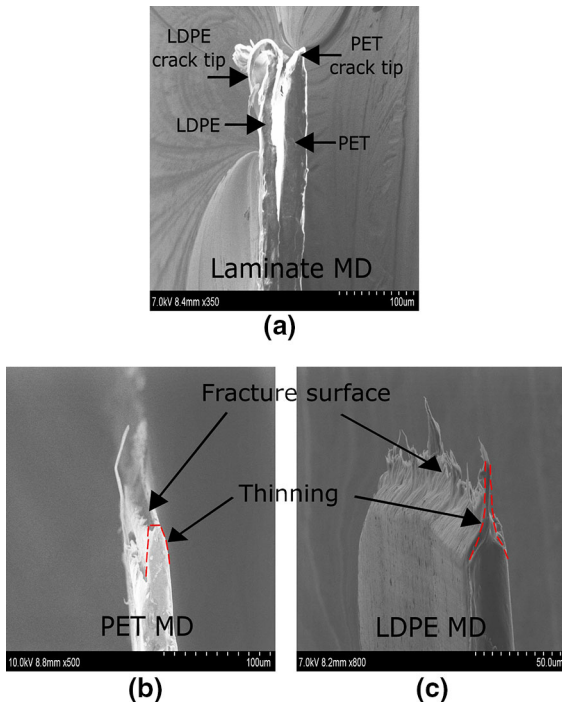 LDPE
crack tip
PET
crack tip
LDPE
PET
Laminate MD
7.0kV 8.4mm x350
100um
(a)
Fracture surface
Thinning
PET MD
LDPE MD
10.0kV 8.8mm x500
100um
7.0kV 8.2mm x800
50.0um
(b)
(c)